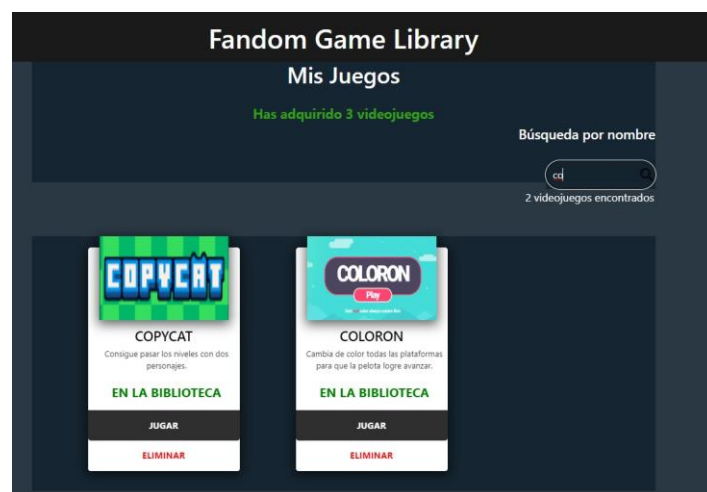 Fandom Game Library
Mis Juegos
Has adquirido 3 videojuegos
Búsqueda por nombre
co
2 videojuegos encontrados
COPYCAT
COLORON
Play
COPYCAT
Consigue pasar los niveles con dos
personajes.
EN LA BIBLIOTECA
JUGAR
ELIMINAR
COLORON
Cambia de color todas las plataformas
para que la pelota logre avanzar.
EN LA BIBLIOTECA
JUGAR
ELIMINAR